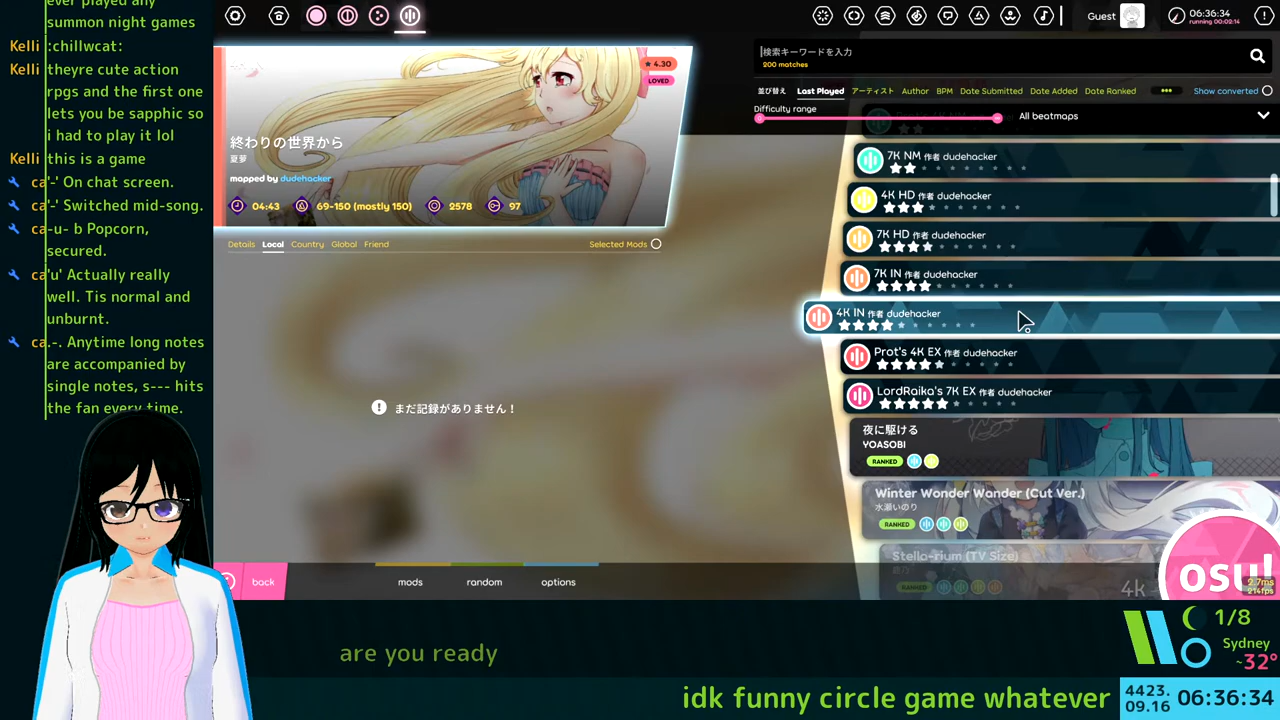 ever played any
summon night games
Kelli :chillwcat:
Kelli theyre cute action
rpgs and the first one
lets you be sapphic so
i had to play it lol
Kelli this is a game
ca'-' On chat screen.
ca'-' Switched mid-song.
ca-u- b Popcorn,
secured.
ca'u' Actually really
well. Tis normal and
unburnt.
ca.-. Anytime long notes
are accompanied by
single notes, s--- hits
the fan every time.
Guest
06:36:34
running 00:02:14
4.30
LOVED
終わりの世界から
夏夢
mapped by dudehacker
04:43
69-150 (mostly 150)
2578
97
Details Local Country Global Friend
Selected Mods
まだ記録がありません！
検索キーワードを入力
200 matches
並び替え Last Played アーティスト Author BPM Date Submitted Date Added Date Ranked ••• Show converted
Difficulty range
All beatmaps
7K NM 作者 dudehacker
4K HD 作者 dudehacker
7K HD 作者 dudehacker
7K IN 作者 dudehacker
4K IN 作者 dudehacker
Prot's 4K EX 作者 dudehacker
LordRaika's 7K EX 作者 dudehacker
夜に駆ける
YOASOBI
RANKED
Winter Wonder Wander (Cut Ver.)
水瀬いのり
RANKED
Stella-rium (TV Size)
RANKED
4k
osu!
2.7ms
214fps
back
mods
random
options
are you ready
1/8
Sydney
~32°
idk funny circle game whatever
4423.
09.16
06:36:34